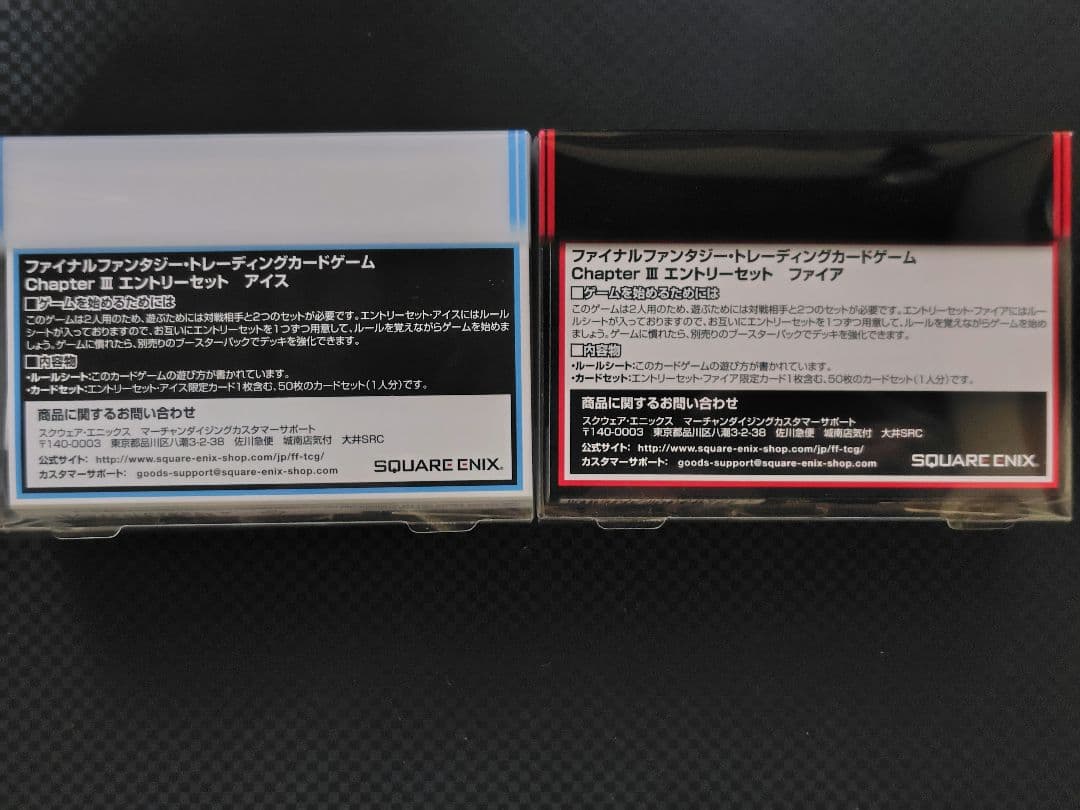 ファイナルファンタジー・トレーディングカードゲーム
Chapter Ⅲ エントリーセット アイス
■ゲームを始めるためには
このゲームは2人用のため、遊ぶためには対戦相手と2つのセットが必要です。エントリーセット・アイスにはルール
シートが入っておりますので、お互いにエントリーセットを1つずつ用意して、ルールを覚えながらゲームを始め
ましょう。ゲームに慣れたら、別売りのブースターパックでデッキを強化できます。
■内容物
・ルールシート:このカードゲームの遊び方が書かれています。
・カードセット:エントリーセット・アイス限定カード1枚含む、50枚のカードセット(1人分)です。
商品に関するお問い合わせ
スクウェア・エニックス マーチャンダイジングカスタマーサポート
〒140-0003 東京都品川区八潮3-2-38 佐川急便 城南店気付 大井SRC
公式サイト: http://www.square-enix-shop.com/jp/ff-tcg/
カスタマーサポート: goods-support@square-enix-shop.com
SQUARE ENIX.
ファイナルファンタジー・トレーディングカードゲーム
Chapter Ⅲ エントリーセット ファイア
■ゲームを始めるためには
このゲームは2人用のため、遊ぶためには対戦相手と2つのセットが必要です。エントリーセット・ファイアにはルー
ルシートが入っておりますので、お互いにエントリーセットを1つずつ用意して、ルールを覚えながらゲームを始め
ましょう。ゲームに慣れたら、別売りのブースターパックでデッキを強化できます。
■内容物
・ルールシート:このカードゲームの遊び方が書かれています。
・カードセット:エントリーセット・ファイア限定カード1枚含む、50枚のカードセット(1人分)です。
商品に関するお問い合わせ
スクウェア・エニックス マーチャンダイジングカスタマーサポート
〒140-0003 東京都品川区八潮3-2-38 佐川急便 城南店気付 大井SRC
公式サイト: http://www.square-enix-shop.com/jp/ff-tcg/
カスタマーサポート: goods-support@square-enix-shop.com
SQUARE ENIX.